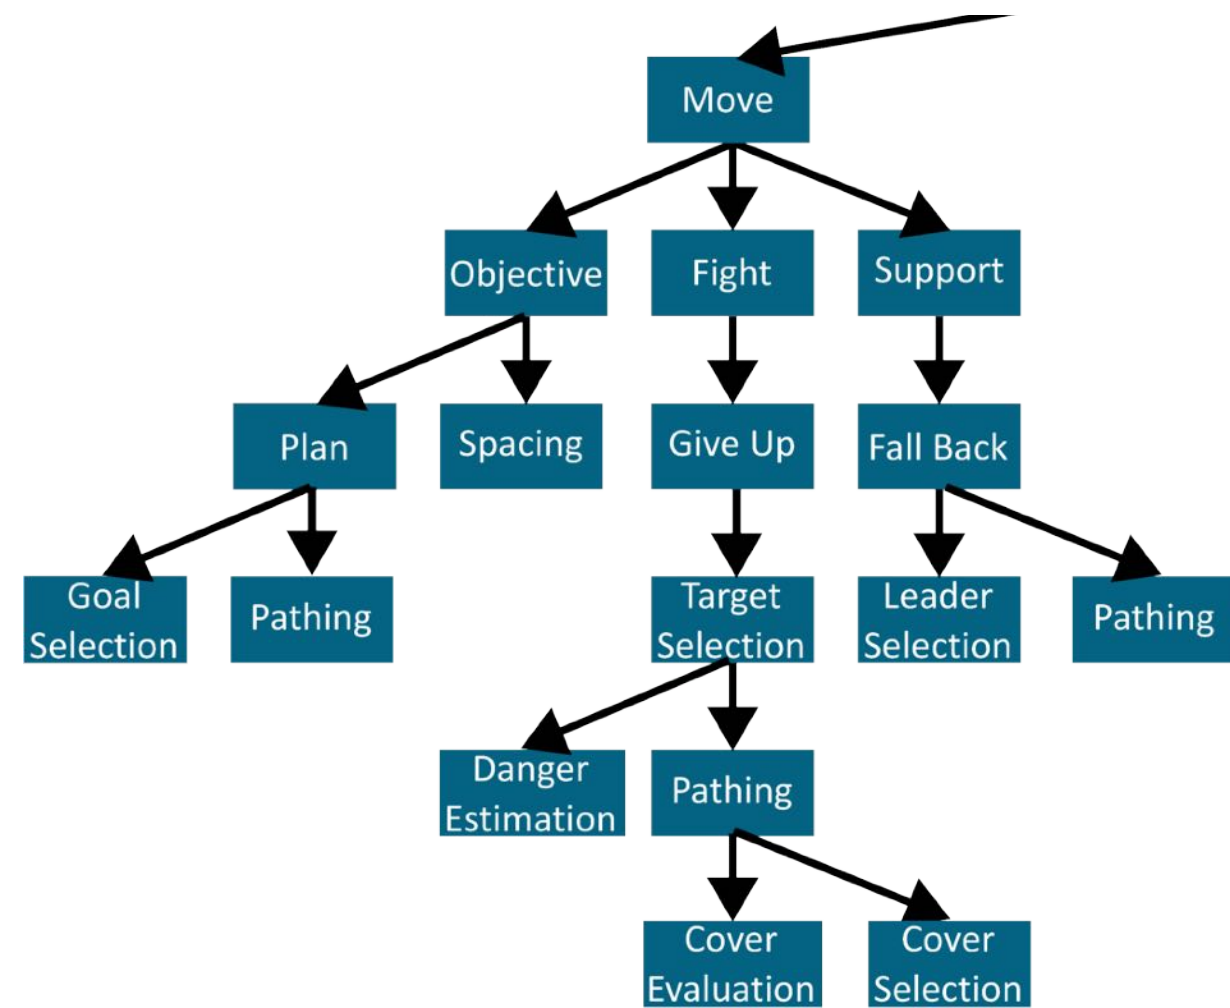 Move
Objective
Fight
Support
Plan
Spacing
Give Up
Fall Back
Goal
Selection
Pathing
Target
Selection
Leader
Selection
Pathing
Danger
Estimation
Pathing
Cover
Evaluation
Cover
Selection